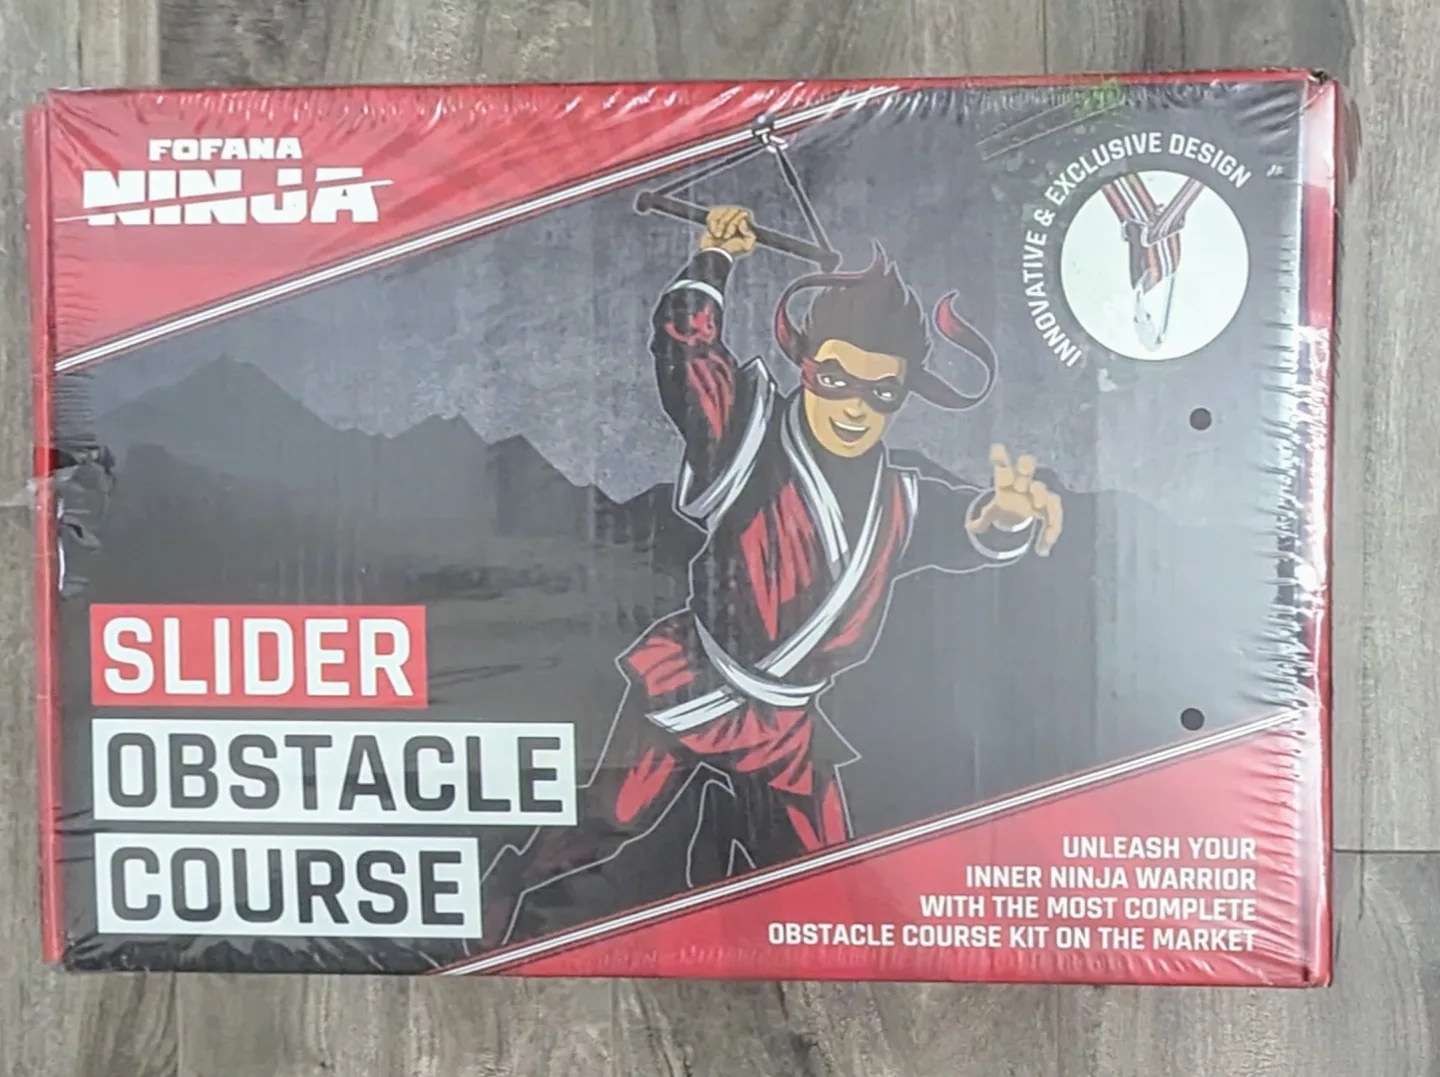 FOFANA
NINJA
INNOVATIVE & EXCLUSIVE DESIGN
SLIDER
OBSTACLE
COURSE
UNLEASH YOUR
INNER NINJA WARRIOR
WITH THE MOST COMPLETE
OBSTACLE COURSE KIT ON THE MARKET